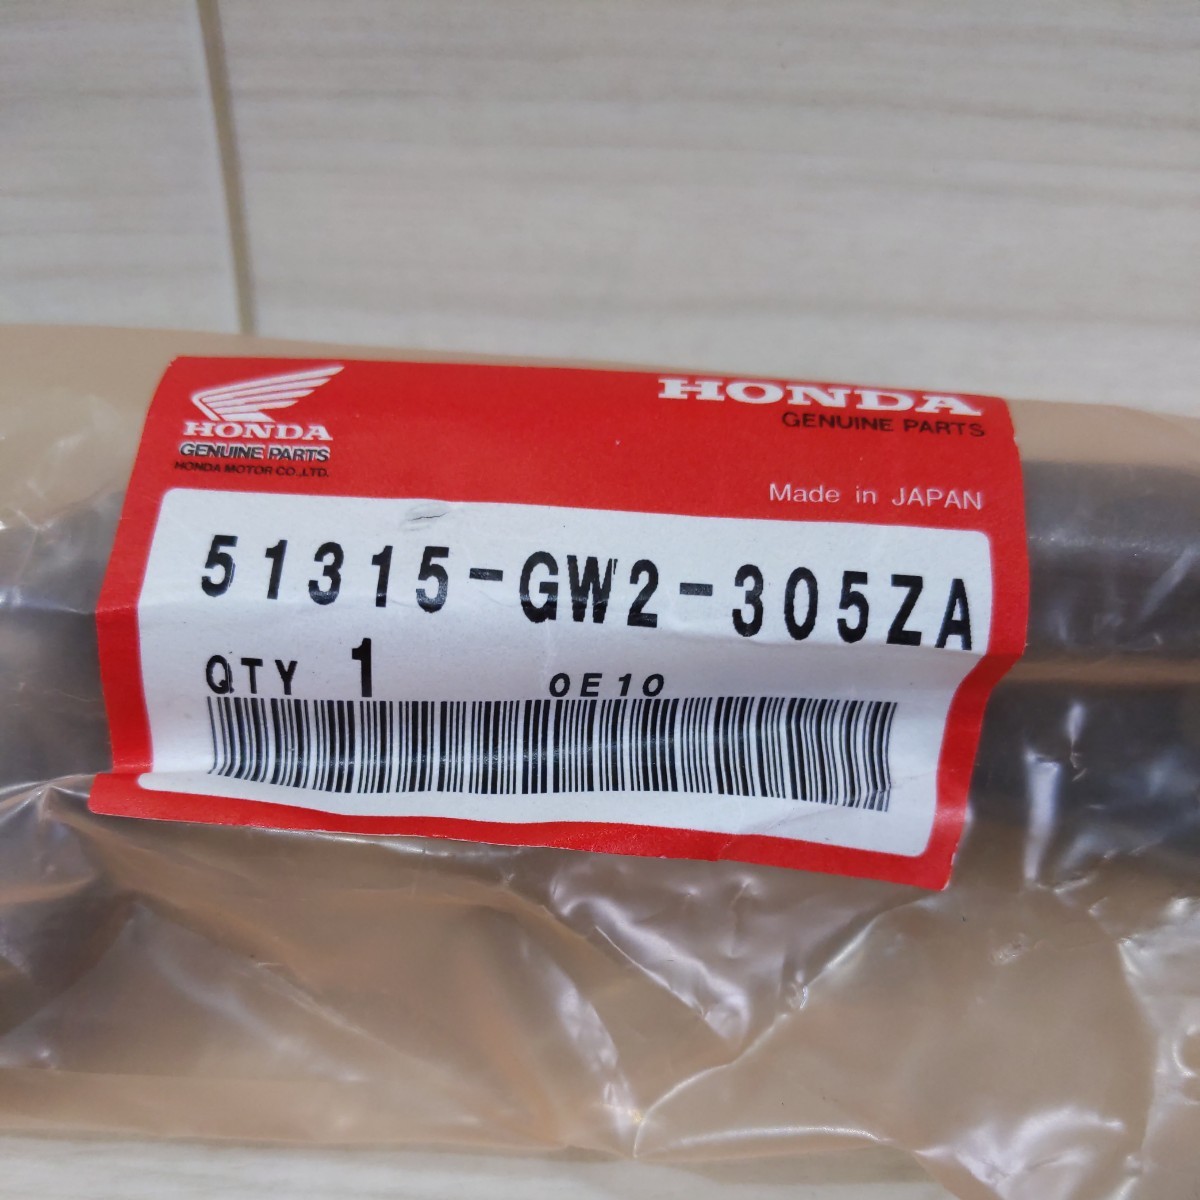 HONDA
GENUINE PARTS
HONDA MOTOR CO.,LTD.
HONDA
GENUINE PARTS
Made in JAPAN
51315-GW2-305ZA
QTY 1 0E10